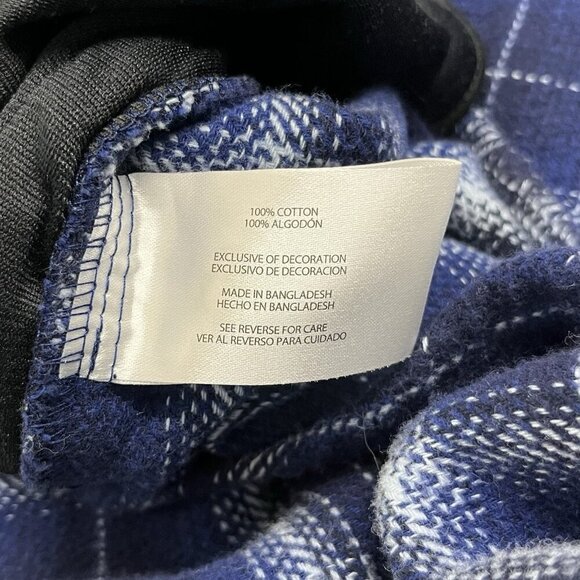 100% COTTON
100% ALGODÓN
EXCLUSIVE OF DECORATION
EXCLUSIVO DE DECORACION
MADE IN BANGLADESH
HECHO EN BANGLADESH
SEE REVERSE FOR CARE
VER AL REVERSO PARA CUIDADO